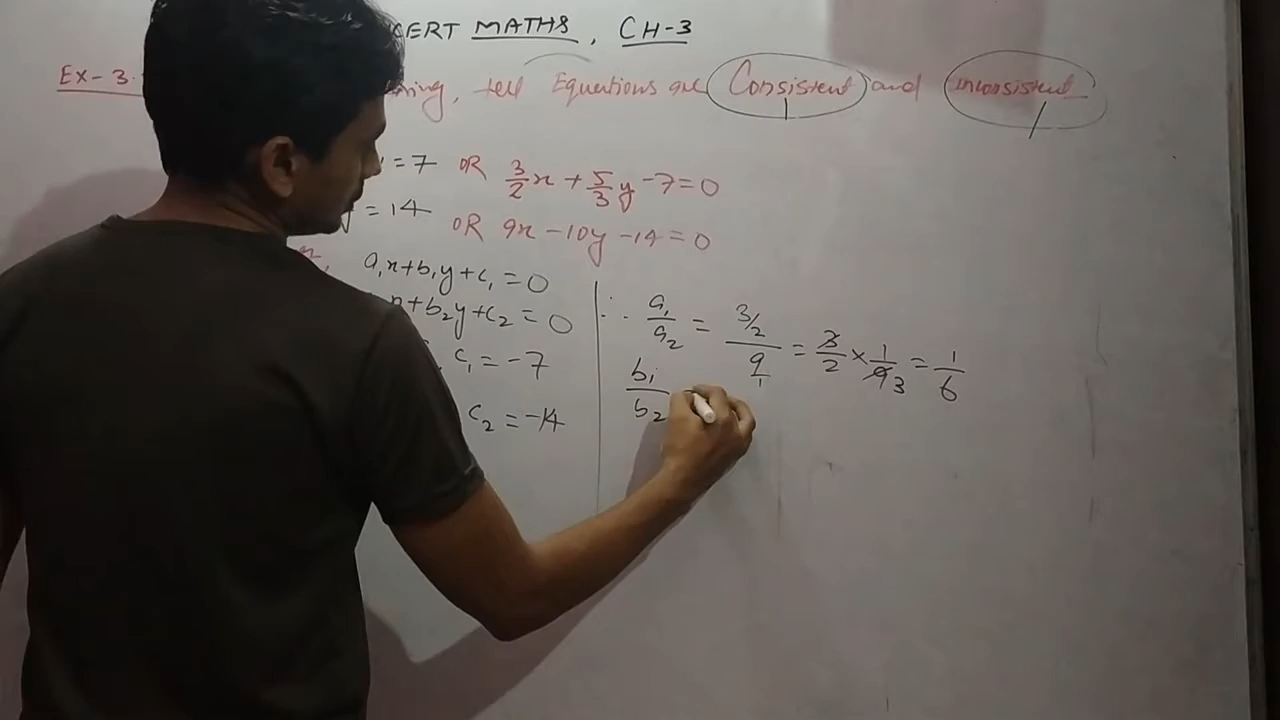 CERT MATHS, CH-3
EX-3. ning, tell Equations are Consistent and inconsistent
= 7 OR 3/2 x + 5/3 y - 7 = 0
y = 14 OR 9x - 10y - 14 = 0
a₁x + b₁y + c₁ = 0
x + b₂y + c₂ = 0
c₁ = -7
c₂ = -14
∴ a₁/a₂ = (3/2)/(9/1) = 3/2 × 1/9 3 = 1/6
b₁/b₂